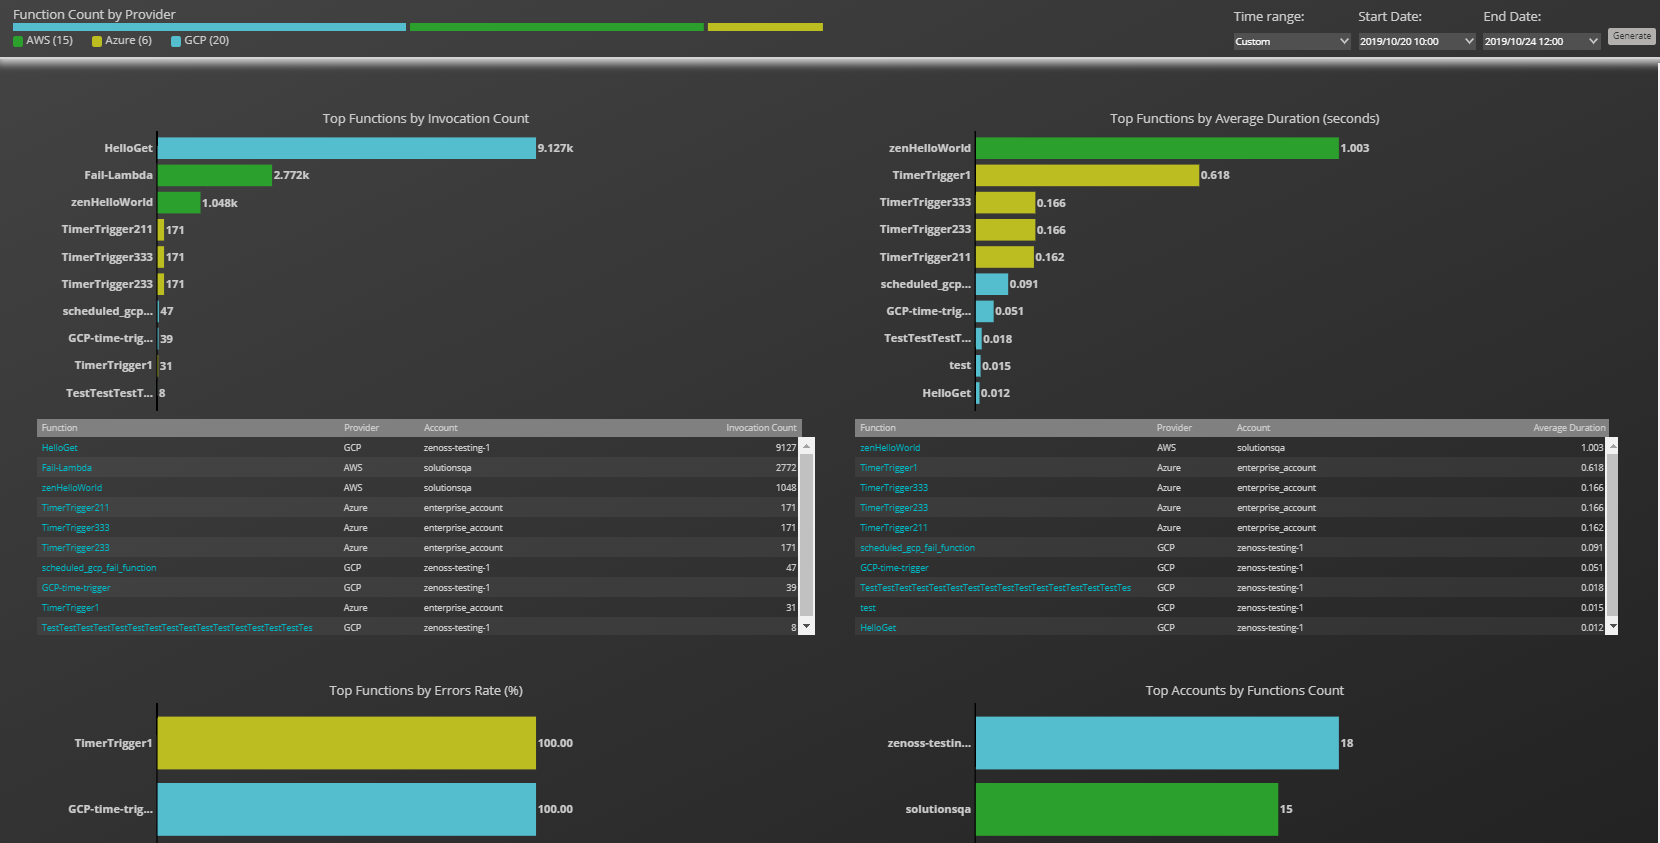 Function Count by Provider
AWS (15) Azure (6) GCP (20)
Time range: Start Date: End Date:
Custom 2019/10/20 10:00 2019/10/24 12:00 Generate
Top Functions by Invocation Count
HelloGet 9.127k
Fail-Lambda 2.772k
zenHelloWorld 1.048k
TimerTrigger211 171
TimerTrigger333 171
TimerTrigger233 171
scheduled_gcp... 47
GCP-time-trig... 39
TimerTrigger1 31
TestTestTestT... 8
Function Provider Account Invocation Count
HelloGet GCP zenoss-testing-1 9127
Fail-Lambda AWS solutionsqa 2772
zenHelloWorld AWS solutionsqa 1048
TimerTrigger211 Azure enterprise_account 171
TimerTrigger333 Azure enterprise_account 171
TimerTrigger233 Azure enterprise_account 171
scheduled_gcp_fail_function GCP zenoss-testing-1 47
GCP-time-trigger GCP zenoss-testing-1 39
TimerTrigger1 Azure enterprise_account 31
TestTestTestTestTestTestTestTestTestTestTestTestTestTestTestTes GCP zenoss-testing-1 8
Top Functions by Average Duration (seconds)
zenHelloWorld 1.003
TimerTrigger1 0.618
TimerTrigger333 0.166
TimerTrigger233 0.166
TimerTrigger211 0.162
scheduled_gcp... 0.091
GCP-time-trig... 0.051
TestTestTestT... 0.018
test 0.015
HelloGet 0.012
Function Provider Account Average Duration
zenHelloWorld AWS solutionsqa 1.003
TimerTrigger1 Azure enterprise_account 0.618
TimerTrigger333 Azure enterprise_account 0.166
TimerTrigger233 Azure enterprise_account 0.166
TimerTrigger211 Azure enterprise_account 0.162
scheduled_gcp_fail_function GCP zenoss-testing-1 0.091
GCP-time-trigger GCP zenoss-testing-1 0.051
TestTestTestTestTestTestTestTestTestTestTestTestTestTestTestTes GCP zenoss-testing-1 0.018
test GCP zenoss-testing-1 0.015
HelloGet GCP zenoss-testing-1 0.012
Top Functions by Errors Rate (%)
TimerTrigger1 100.00
GCP-time-trig... 100.00
Top Accounts by Functions Count
zenoss-testin... 18
solutionsqa 15